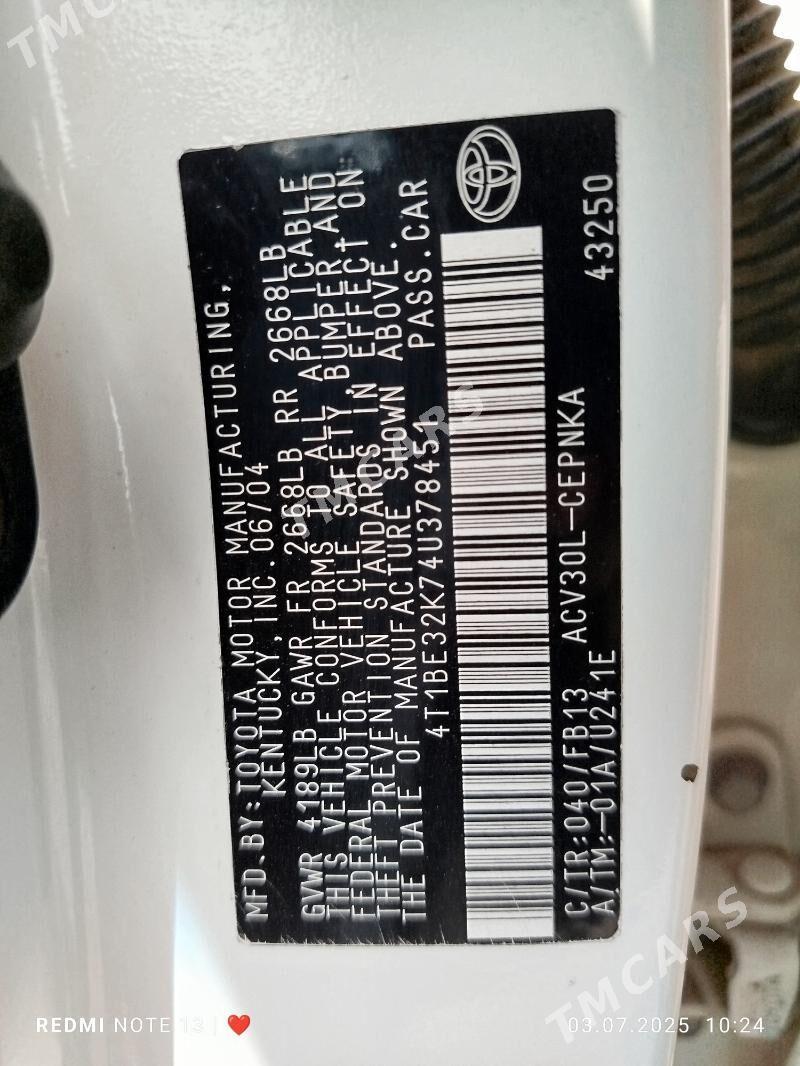 MFD.BY:TOYOTA MOTOR MANUFACTURING,
KENTUCKY, INC. 06/04
GVWR 4189LB GAWR FR 2668LB RR 2668LB
THIS VEHICLE CONFORMS TO ALL APPLICABLE
FEDERAL MOTOR VEHICLE SAFETY, BUMPER, AND
THEFT PREVENTION STANDARDS IN EFFECT ON
THE DATE OF MANUFACTURE SHOWN ABOVE.
4T1BE32K74U378451 PASS.CAR
C/TR:040/FB13 ACV30L-CEPNKA
A/TM:-01A/U241E 43250
TMCARS
TMCARS
TMCARS
REDMI NOTE 13 | ❤️
03.07.2025 10:24